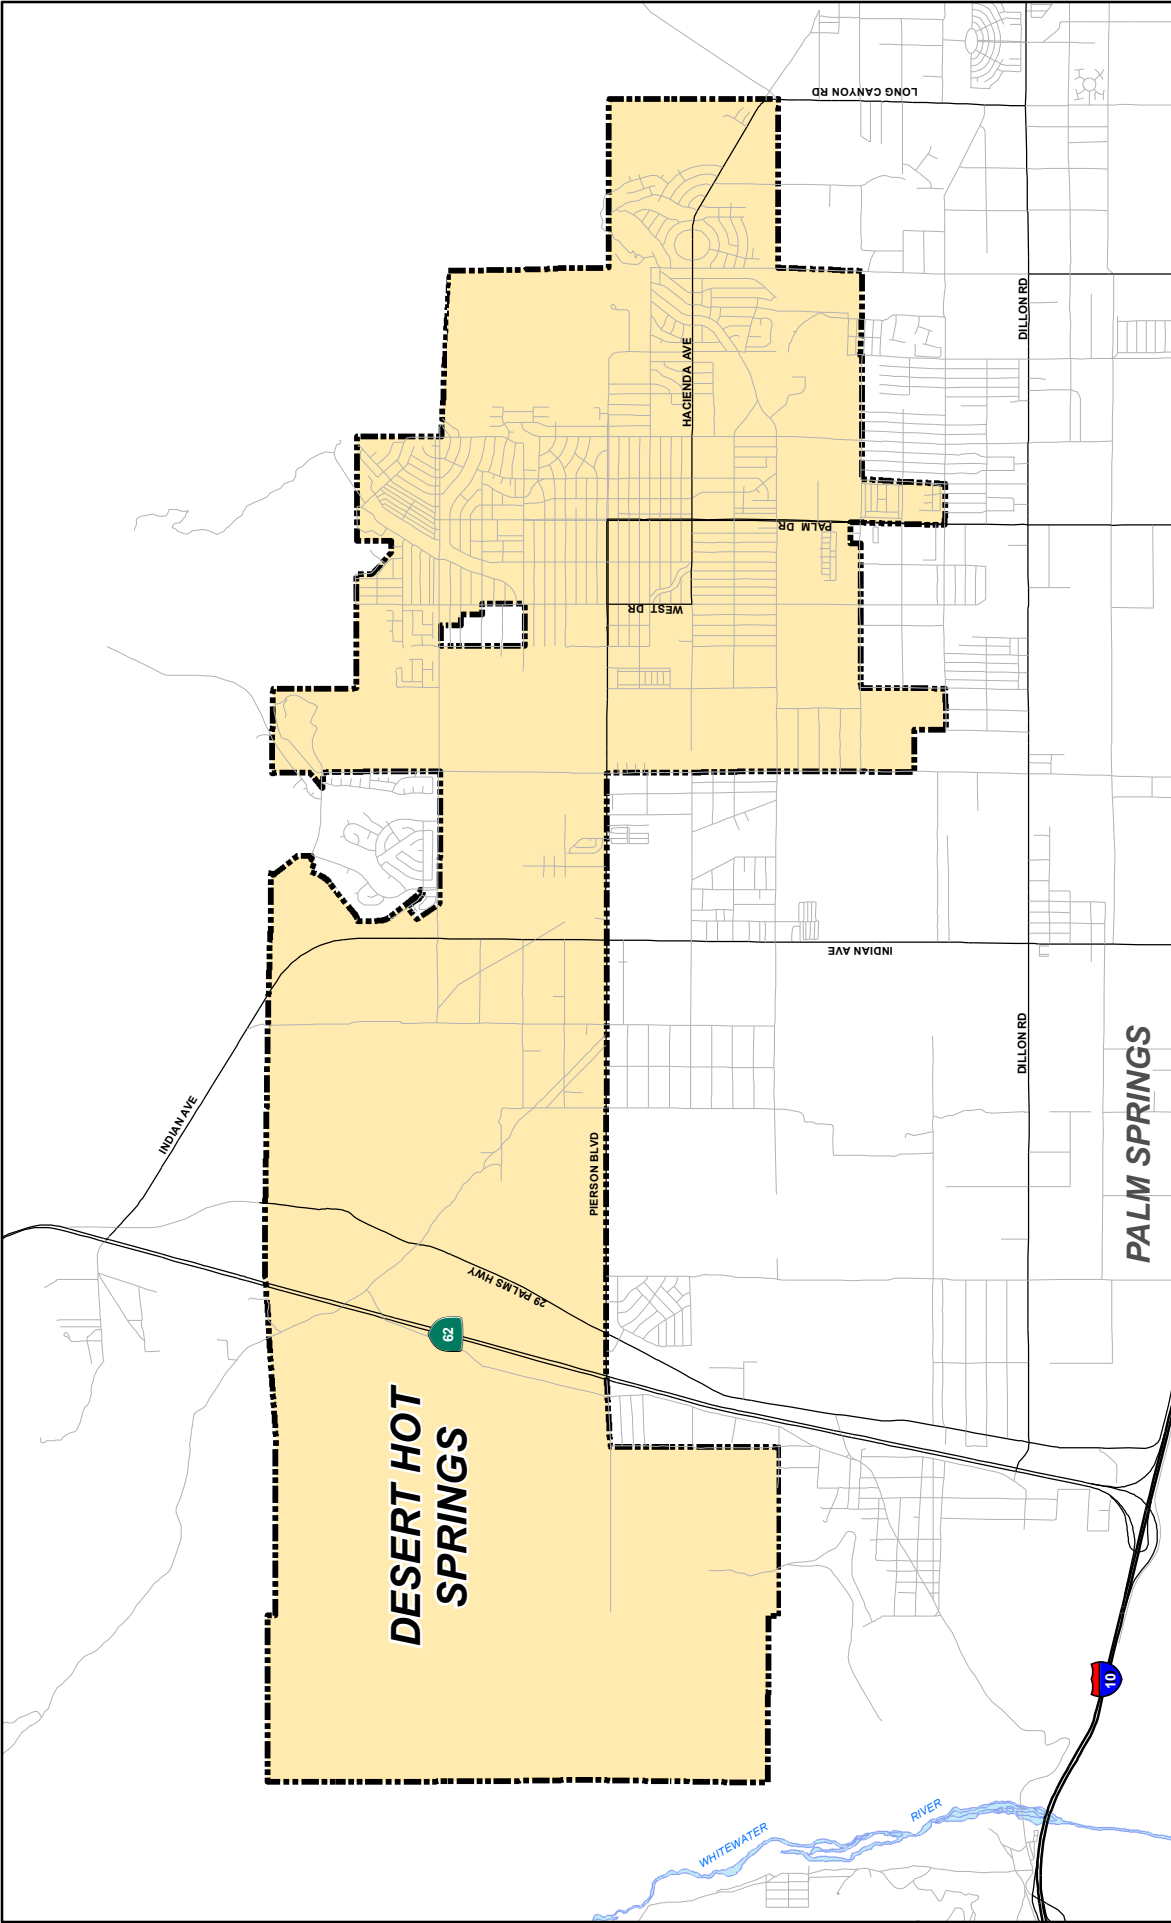 LONG CANYON RD
DILLON RD
HACIENDA AVE
PALM DR
WEST DR
INDIAN AVE
DILLON RD
PALM SPRINGS
INDIAN AVE
PIERSON BLVD
29 PALMS HWY
62
DESERT HOT
SPRINGS
10
WHITEWATER
RIVER